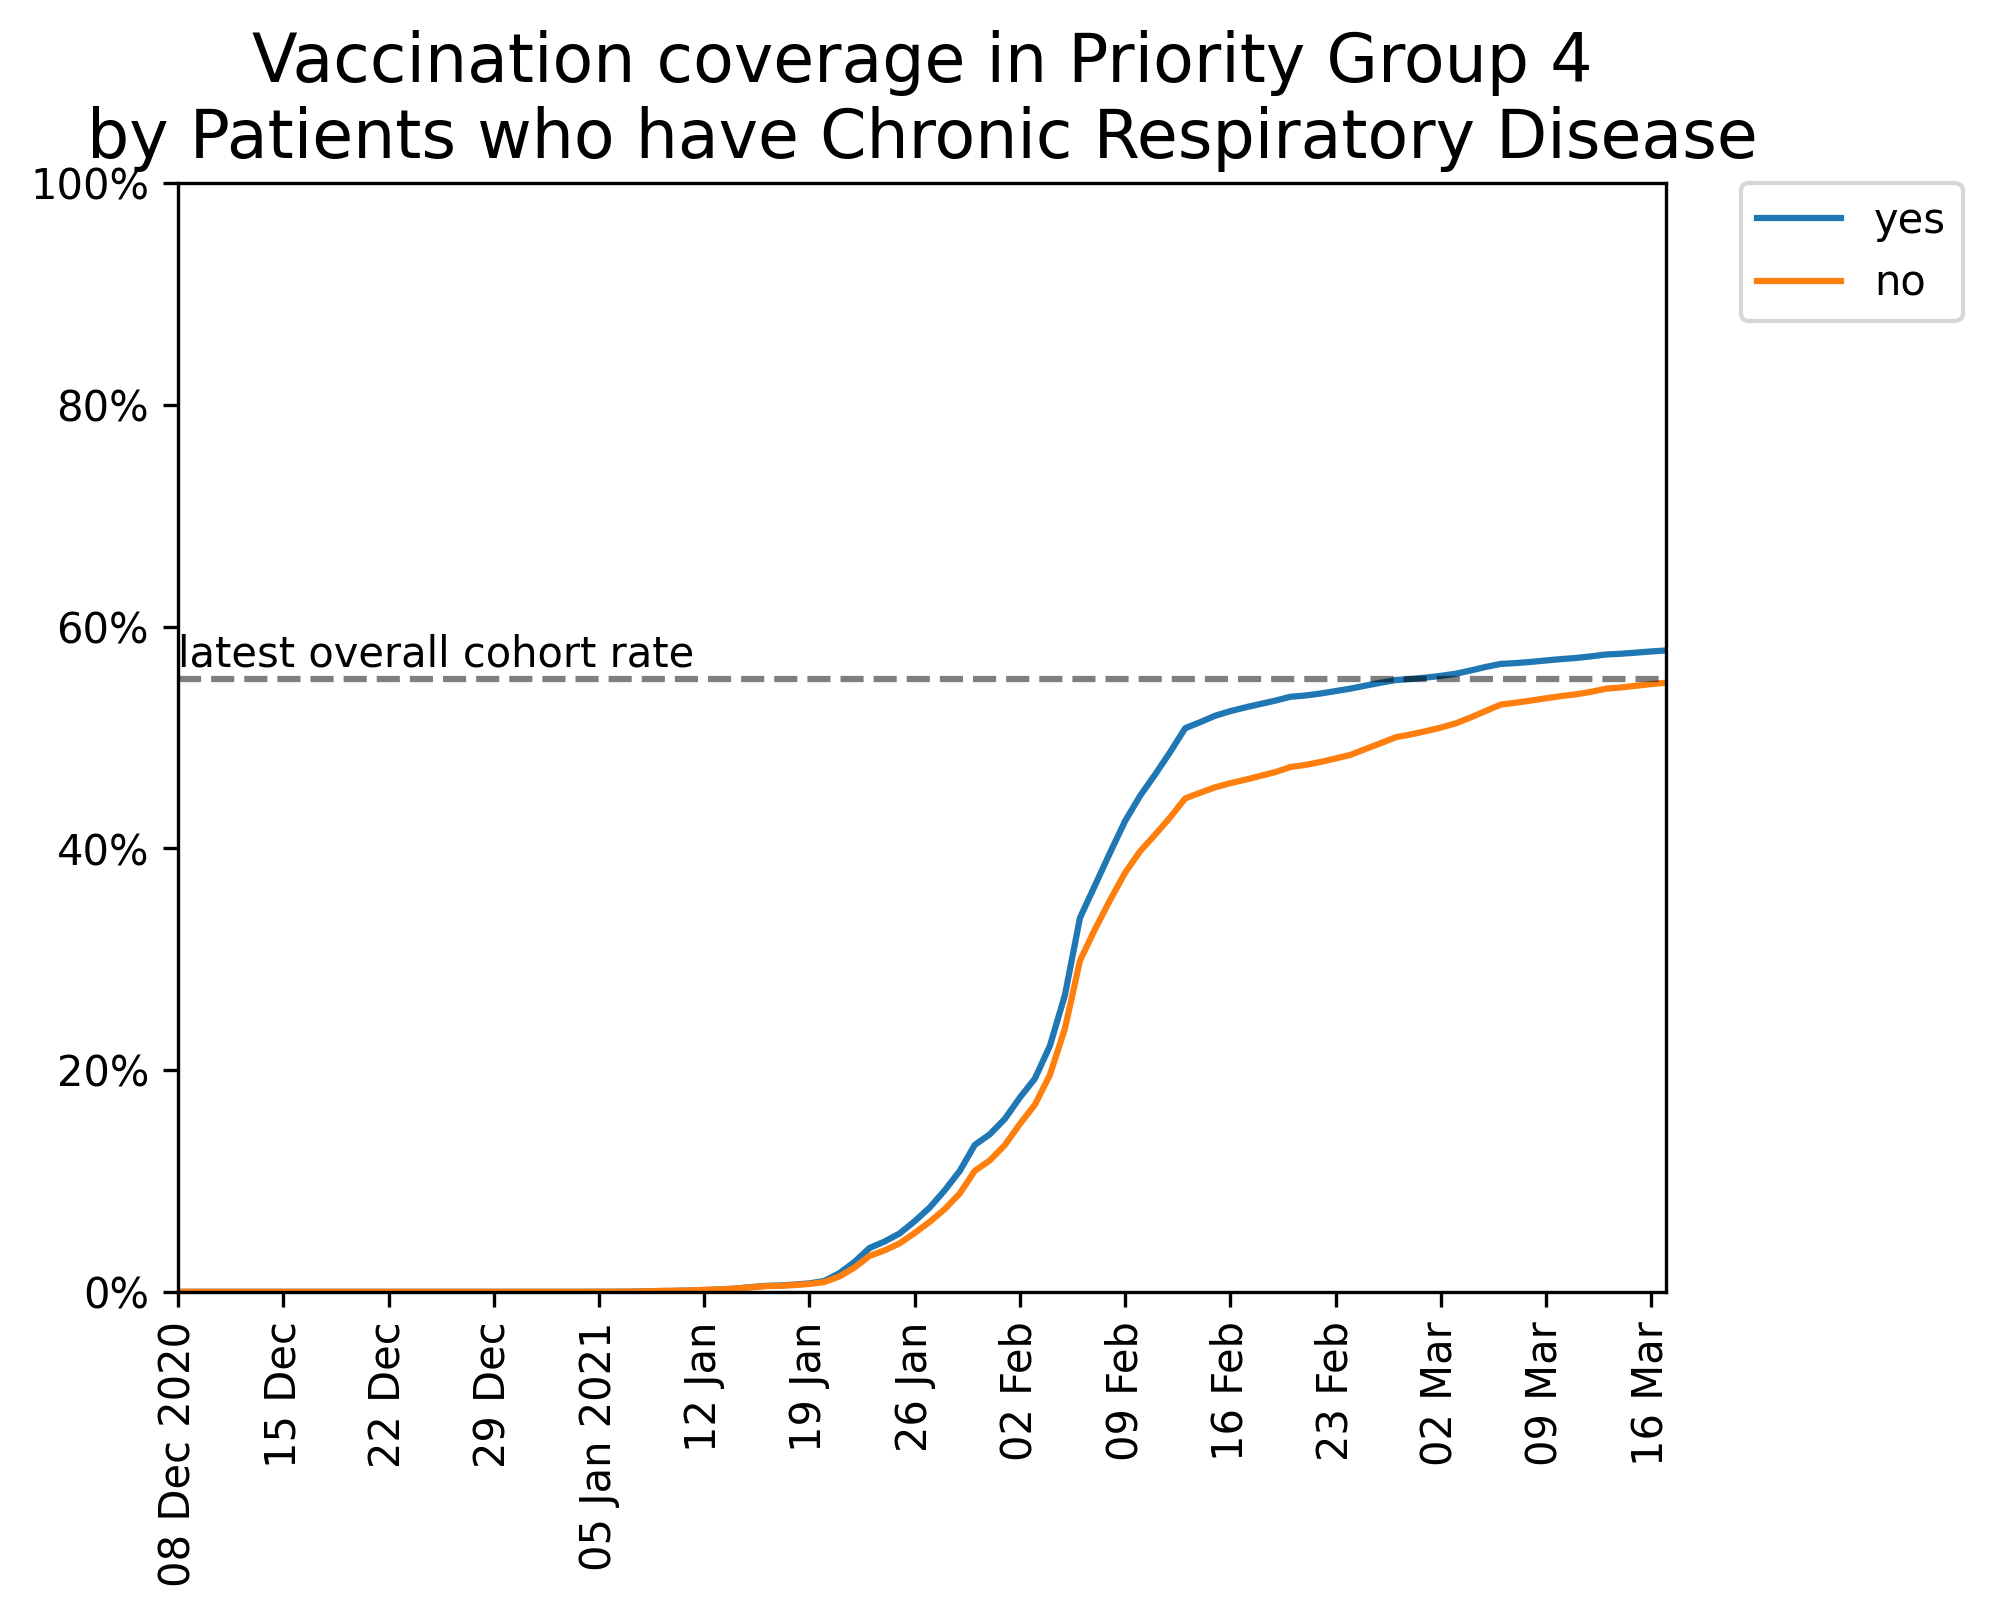 Vaccination coverage in Priority Group 4
by Patients who have Chronic Respiratory Disease
100%
80%
60%
40%
20%
0%
latest overall cohort rate
yes
no
08 Dec 2020
15 Dec
22 Dec
29 Dec
05 Jan 2021
12 Jan
19 Jan
26 Jan
02 Feb
09 Feb
16 Feb
23 Feb
02 Mar
09 Mar
16 Mar